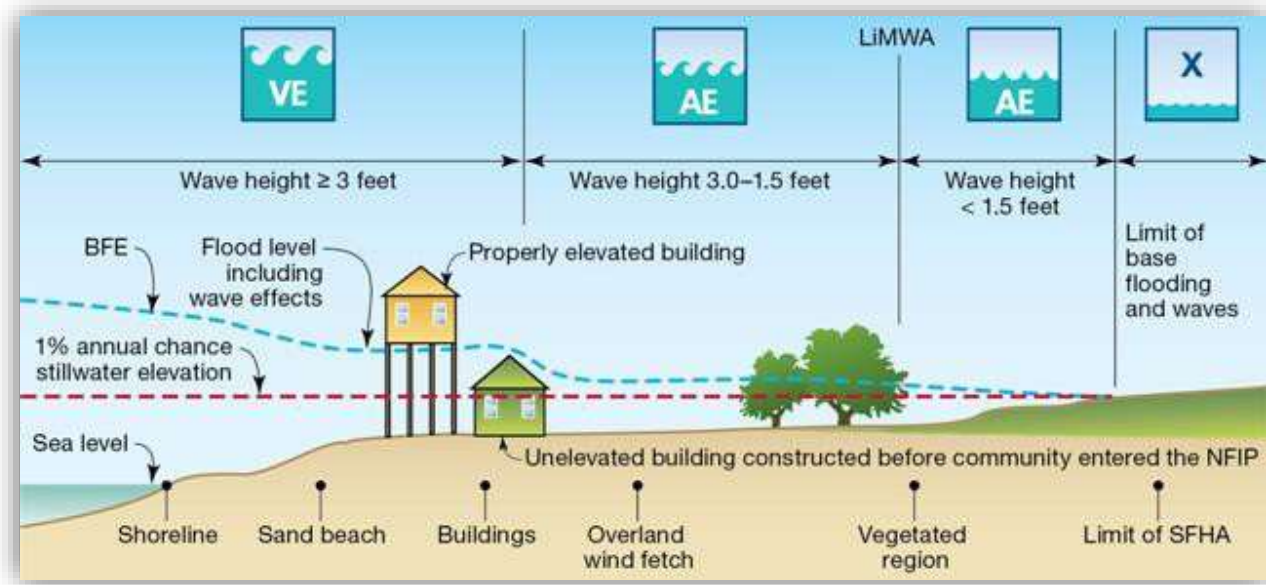 LiMWA
VE
AE
AE
X
Wave height ≥ 3 feet
Wave height 3.0–1.5 feet
Wave height
< 1.5 feet
BFE
Flood level
including
wave effects
Properly elevated building
Limit of
base
flooding
and waves
1% annual chance
stillwater elevation
Sea level
Unelevated building constructed before community entered the NFIP
Shoreline
Sand beach
Buildings
Overland
wind fetch
Vegetated
region
Limit of SFHA